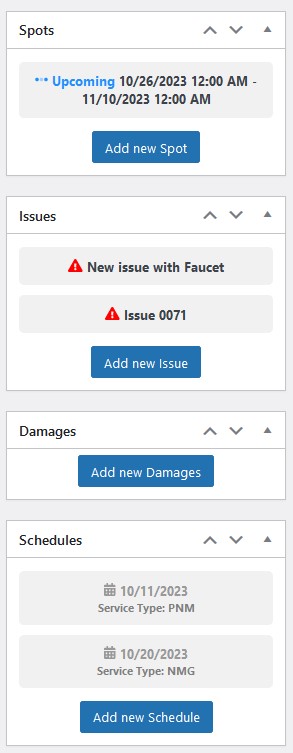 Spots
Upcoming 10/26/2023 12:00 AM -
11/10/2023 12:00 AM
Add new Spot
Issues
New issue with Faucet
Issue 0071
Add new Issue
Damages
Add new Damages
Schedules
10/11/2023
Service Type: PNM
10/20/2023
Service Type: NMG
Add new Schedule